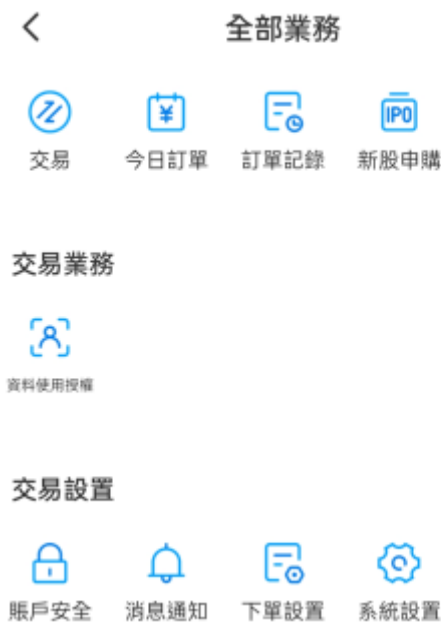 全部業務
交易 今日訂單 訂單記錄 IPO 新股申購
交易業務
資料使用授權
交易設置
賬戶安全 消息通知 下單設置 系統設置